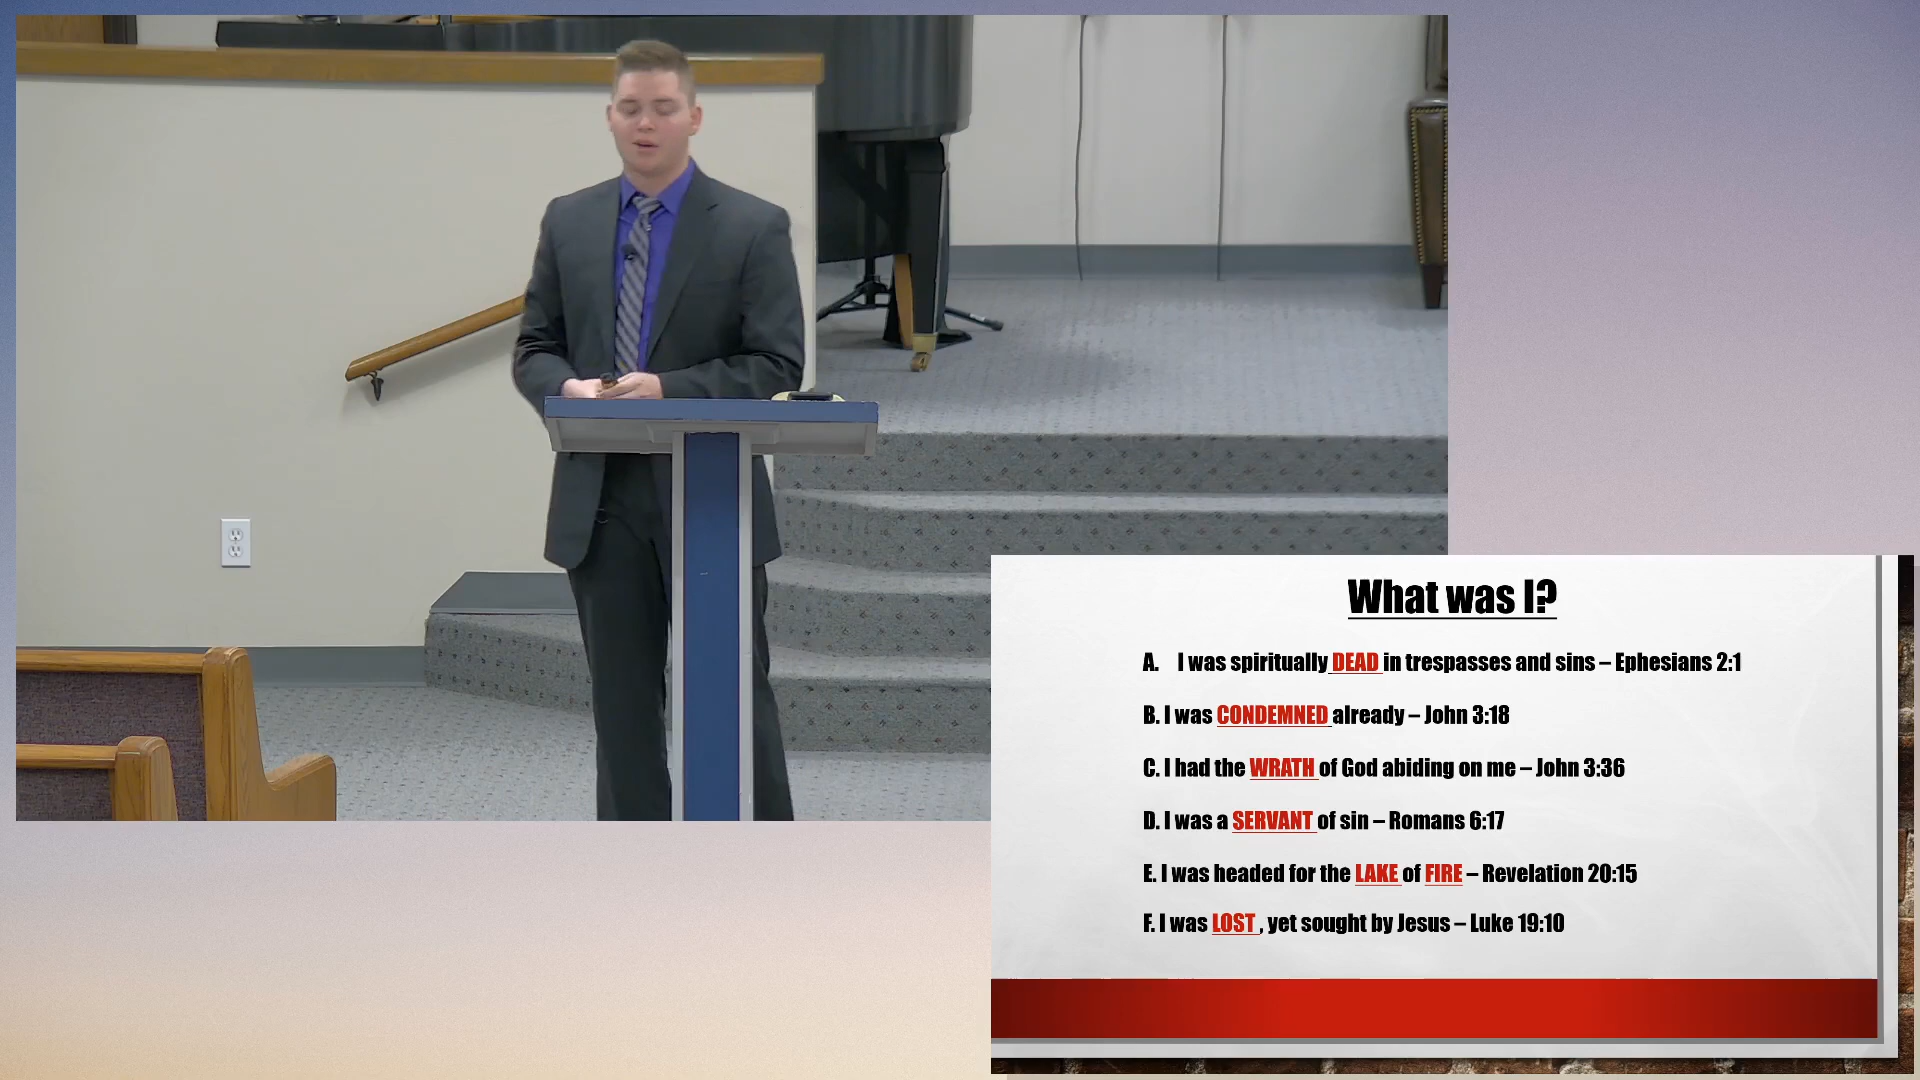 What was I?
A. I was spiritually DEAD in trespasses and sins – Ephesians 2:1
B. I was CONDEMNED already – John 3:18
C. I had the WRATH of God abiding on me – John 3:36
D. I was a SERVANT of sin – Romans 6:17
E. I was headed for the LAKE of FIRE – Revelation 20:15
F. I was LOST , yet sought by Jesus – Luke 19:10